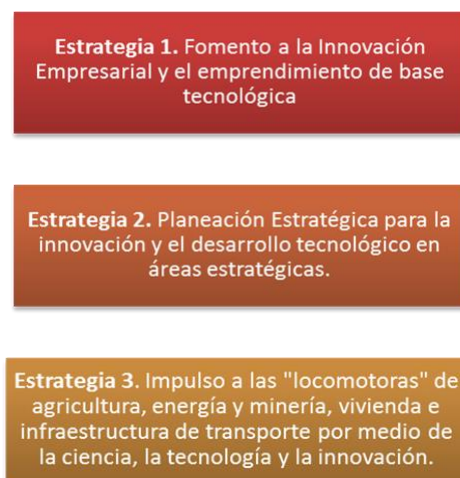 Estrategia 1. Fomento a la Innovación
Empresarial y el emprendimiento de base
tecnológica
Estrategia 2. Planeación Estratégica para la
innovación y el desarrollo tecnológico en
áreas estratégicas.
Estrategia 3. Impulso a las "locomotoras" de
agricultura, energía y minería, vivienda e
infraestructura de transporte por medio de
la ciencia, la tecnología y la innovación.